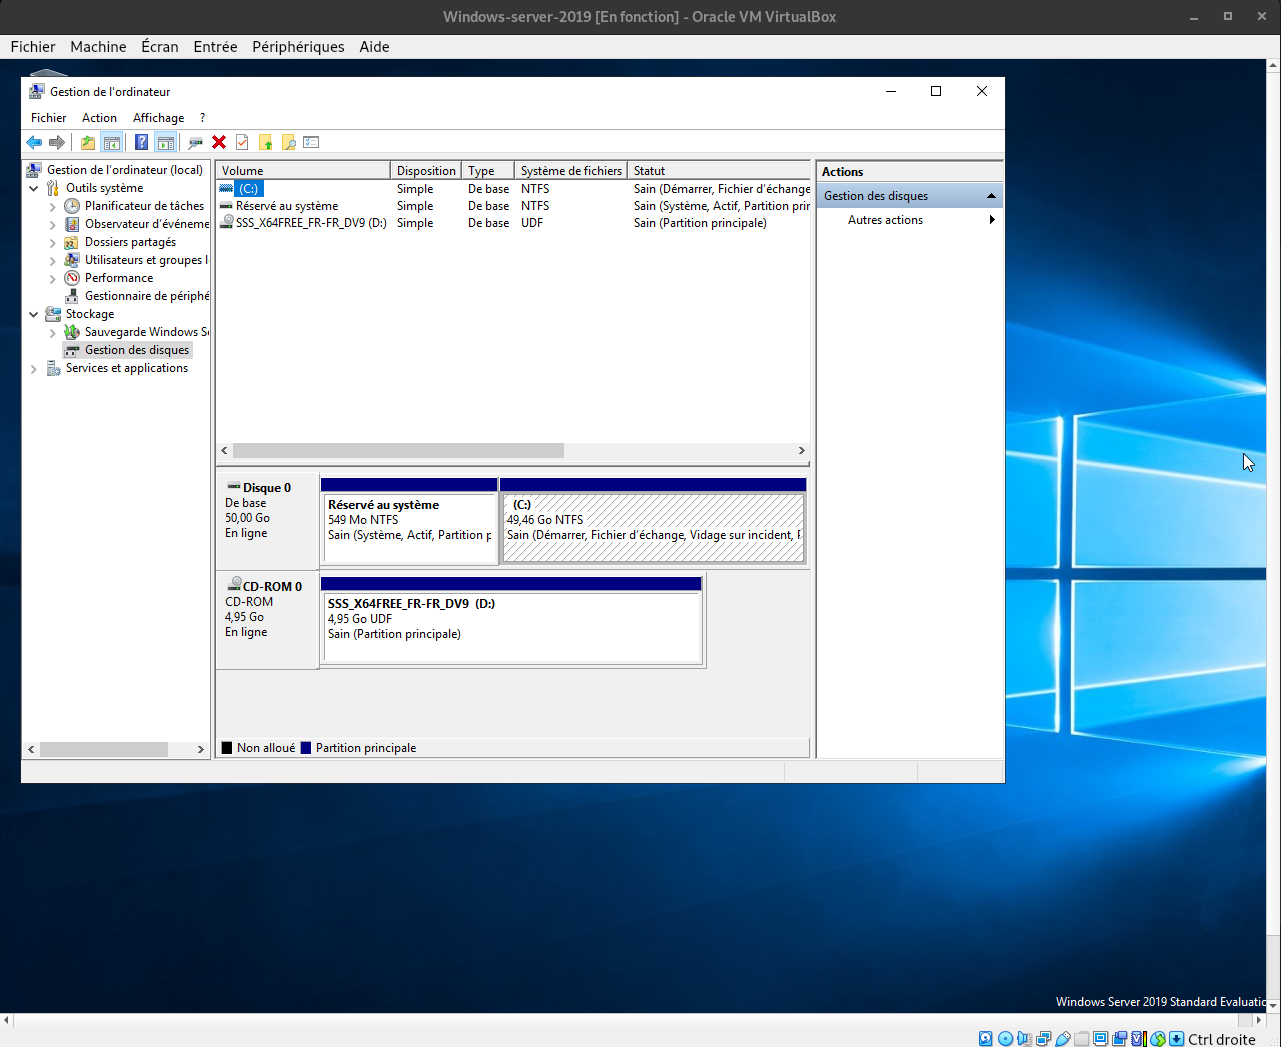 Windows-server-2019 [En fonction] - Oracle VM VirtualBox
Fichier Machine Écran Entrée Périphériques Aide
Gestion de l'ordinateur
Fichier Action Affichage ?
Gestion de l'ordinateur (local)
Outils système
Planificateur de tâches
Observateur d'événeme
Dossiers partagés
Utilisateurs et groupes l
Performance
Gestionnaire de périphé
Stockage
Sauvegarde Windows S
Gestion des disques
Services et applications
Volume Disposition Type Système de fichiers Statut
(C:) Simple De base NTFS Sain (Démarrer, Fichier d'échange
Réservé au système Simple De base NTFS Sain (Système, Actif, Partition prin
SSS_X64FREE_FR-FR_DV9 (D:) Simple De base UDF Sain (Partition principale)
Disque 0
De base
50,00 Go
En ligne
Réservé au système
549 Mo NTFS
Sain (Système, Actif, Partition p
(C:)
49,46 Go NTFS
Sain (Démarrer, Fichier d'échange, Vidage sur incident,
CD-ROM 0
CD-ROM
4,95 Go
En ligne
SSS_X64FREE_FR-FR_DV9 (D:)
4,95 Go UDF
Sain (Partition principale)
Non alloué Partition principale
Actions
Gestion des disques
Autres actions
Windows Server 2019 Standard Evaluatio
Ctrl droite